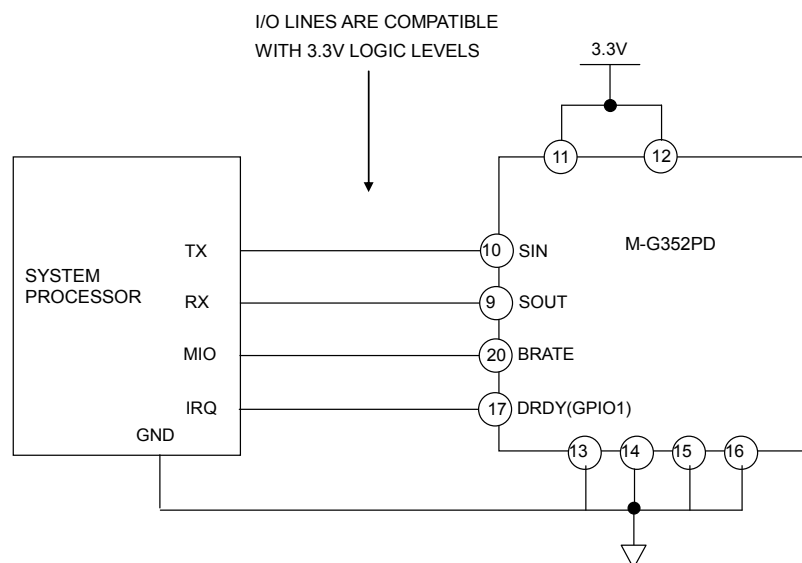 I/O LINES ARE COMPATIBLE
WITH 3.3V LOGIC LEVELS
3.3V
11
12
TX
10
SIN
M-G352PD
SYSTEM
PROCESSOR
RX
9
SOUT
MIO
20
BRATE
IRQ
17
DRDY(GPIO1)
GND
13
14
15
16